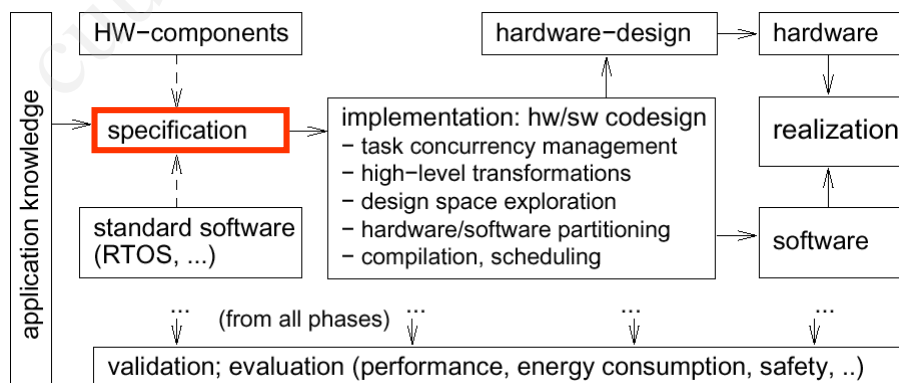 HW−components
hardware−design
hardware
application knowledge
specification
implementation: hw/sw codesign
− task concurrency management
− high−level transformations
− design space exploration
− hardware/software partitioning
− compilation, scheduling
realization
standard software
(RTOS, ...)
software
... (from all phases) ... ... ...
validation; evaluation (performance, energy consumption, safety, ..)